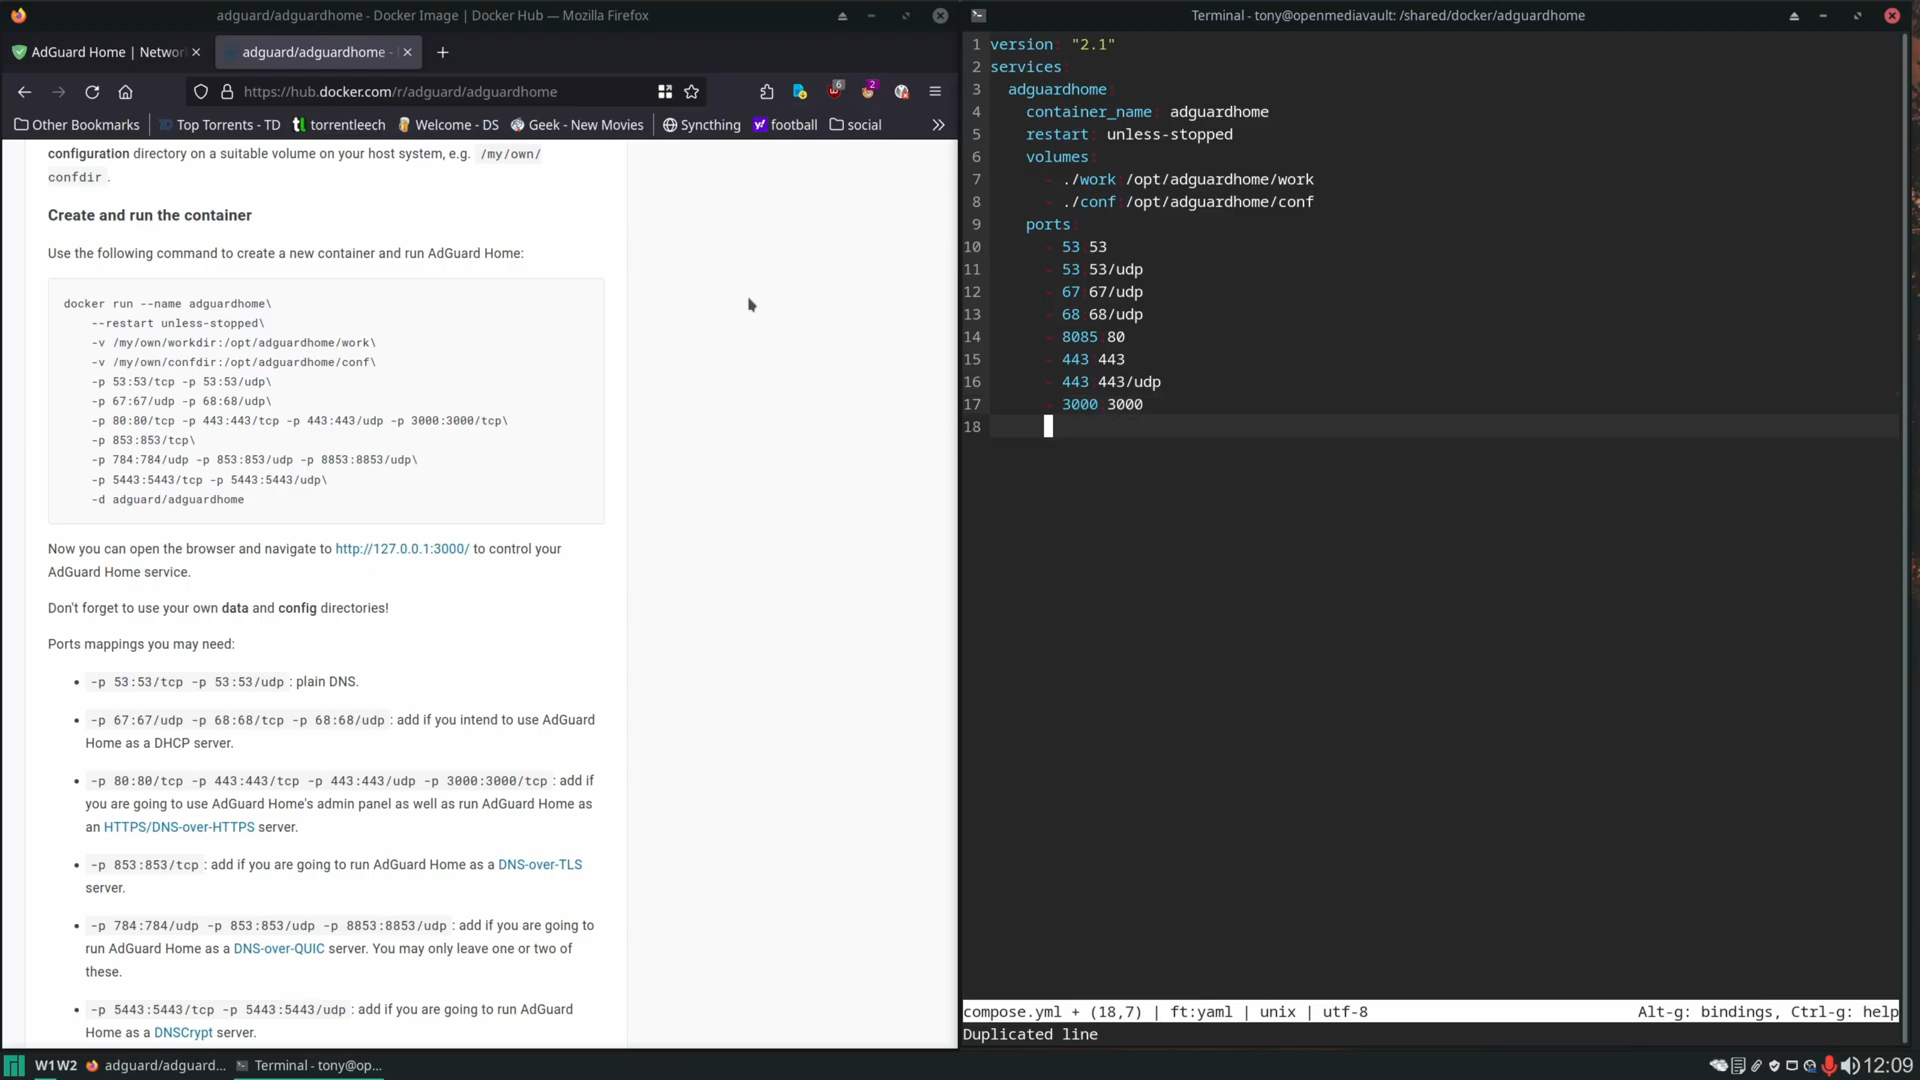 adguard/adguardhome - Docker Image | Docker Hub — Mozilla Firefox
AdGuard Home | Networ
adguard/adguardhome -
https://hub.docker.com/r/adguard/adguardhome
6
2
Other Bookmarks
Top Torrents - TD
torrentleech
Welcome - DS
Geek - New Movies
Syncthing
football
social
configuration directory on a suitable volume on your host system, e.g. /my/own/
confdir .
Create and run the container
Use the following command to create a new container and run AdGuard Home:
docker run --name adguardhome\
--restart unless-stopped\
-v /my/own/workdir:/opt/adguardhome/work\
-v /my/own/confdir:/opt/adguardhome/conf\
-p 53:53/tcp -p 53:53/udp\
-p 67:67/udp -p 68:68/udp\
-p 80:80/tcp -p 443:443/tcp -p 443:443/udp -p 3000:3000/tcp\
-p 853:853/tcp\
-p 784:784/udp -p 853:853/udp -p 8853:8853/udp\
-p 5443:5443/tcp -p 5443:5443/udp\
-d adguard/adguardhome
Now you can open the browser and navigate to http://127.0.0.1:3000/ to control your
AdGuard Home service.
Don't forget to use your own data and config directories!
Ports mappings you may need:
• -p 53:53/tcp -p 53:53/udp : plain DNS.
• -p 67:67/udp -p 68:68/tcp -p 68:68/udp : add if you intend to use AdGuard
Home as a DHCP server.
• -p 80:80/tcp -p 443:443/tcp -p 443:443/udp -p 3000:3000/tcp : add if
you are going to use AdGuard Home's admin panel as well as run AdGuard Home as
an HTTPS/DNS-over-HTTPS server.
• -p 853:853/tcp : add if you are going to run AdGuard Home as a DNS-over-TLS
server.
• -p 784:784/udp -p 853:853/udp -p 8853:8853/udp : add if you are going to
run AdGuard Home as a DNS-over-QUIC server. You may only leave one or two of
these.
• -p 5443:5443/tcp -p 5443:5443/udp : add if you are going to run AdGuard
Home as a DNSCrypt server.
Terminal - tony@openmediavault: /shared/docker/adguardhome
1 version: "2.1"
2 services:
3 adguardhome:
4 container_name: adguardhome
5 restart: unless-stopped
6 volumes:
7 - ./work:/opt/adguardhome/work
8 - ./conf:/opt/adguardhome/conf
9 ports:
10 - 53:53
11 - 53:53/udp
12 - 67:67/udp
13 - 68:68/udp
14 - 8085:80
15 - 443:443
16 - 443:443/udp
17 - 3000:3000
18
compose.yml + (18,7) | ft:yaml | unix | utf-8
Alt-g: bindings, Ctrl-g: help
Duplicated line
W1W2
adguard/adguard...
Terminal - tony@op...
12:09